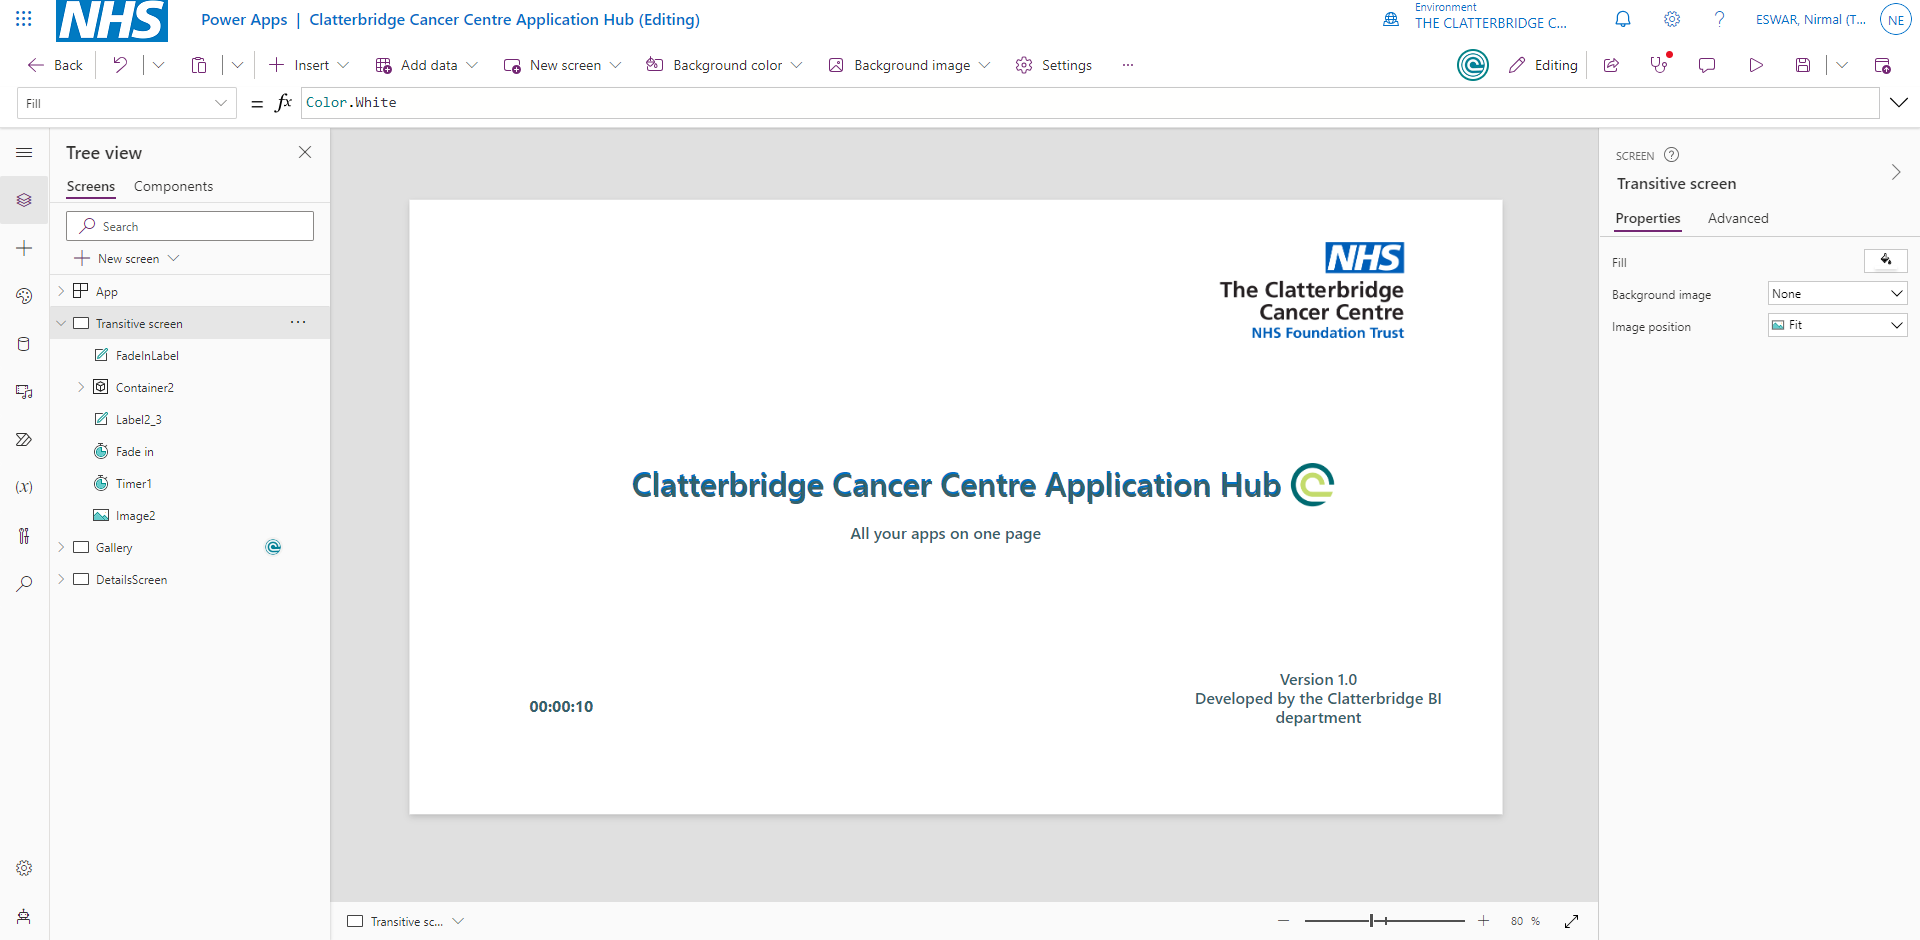 NHS
Power Apps | Clatterbridge Cancer Centre Application Hub (Editing)
Environment
THE CLATTERBRIDGE C...
ESWAR, Nirmal (T...
NE
Back
Insert
Add data
New screen
Background color
Background image
Settings
...
Editing
Fill
= fx
Color.White
Tree view
Screens
Components
Search
New screen
App
Transitive screen
...
FadeInLabel
Container2
Label2_3
Fade in
Timer1
Image2
Gallery
DetailsScreen
(x)
NHS
The Clatterbridge
Cancer Centre
NHS Foundation Trust
Clatterbridge Cancer Centre Application Hub
All your apps on one page
00:00:10
Version 1.0
Developed by the Clatterbridge BI
department
Transitive sc...
80 %
SCREEN
Transitive screen
Properties
Advanced
Fill
Background image
None
Image position
Fit